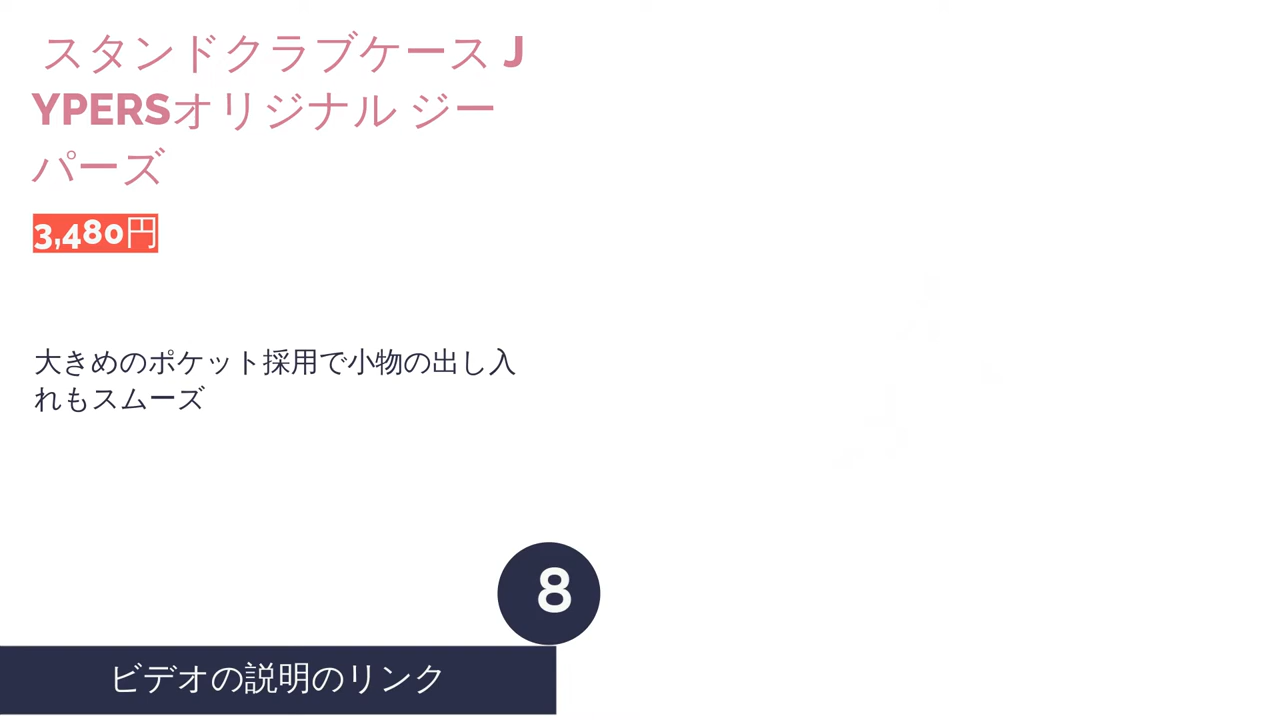 スタンドクラブケース J
YPERSオリジナル ジー
パーズ
3,480円
大きめのポケット採用で小物の出し入
れもスムーズ
8
ビデオの説明のリンク